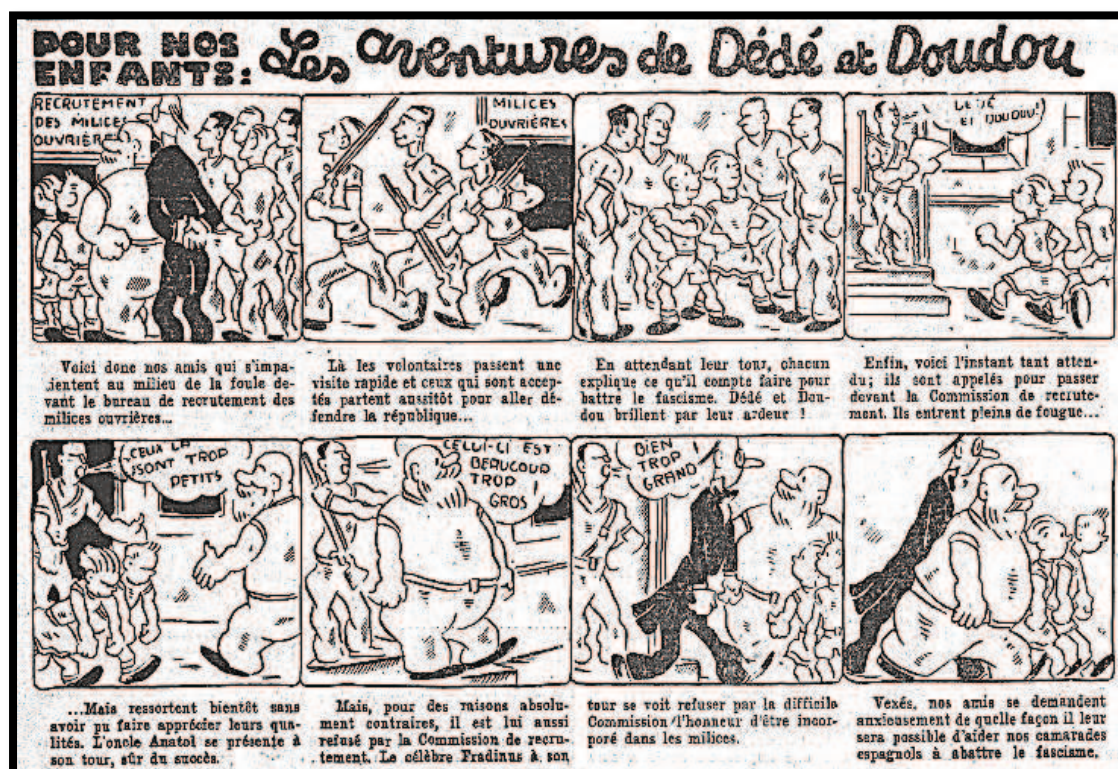 POUR NOS
ENFANTS:
Les aventures de Dédé et Doudou
RECRUTEMENT
DES MILICES
OUVRIÈRES
MILICES
OUVRIÈRES
DÉDÉ
ET DOUDOU!
Voici donc nos amis qui s'impa-
tientent au milieu de la foule de-
vant le bureau de recrutement des
milices ouvrières...
Là les volontaires passent une
visite rapide et ceux qui sont accep-
tés partent aussitôt pour aller dé-
fendre la république...
En attendant leur tour, chacun
explique ce qu'il compte faire pour
battre le fascisme. Dédé et Dou-
dou brillent par leur ardeur !
Enfin, voici l'instant tant atten-
du; ils sont appelés pour passer
devant la Commission de recrute-
ment. Ils entrent pleins de fougue...
CEUX LA
SONT TROP
PETITS
CELUI-CI EST
BEAUCOUP
TROP
GROS!
BIEN
TROP
GRAND!
...Mais ressortent bientôt sans
avoir pu faire apprécier leurs qua-
lités. L'oncle Anatol se présente à
son tour, sûr du succès.
Mais, pour des raisons absolu-
ment contraires, il est lui aussi
refusé par la Commission de recru-
tement. Le célèbre Fradinus à son
tour se voit refuser par la difficile
Commission l'honneur d'être incor-
poré dans les milices.
Vexés, nos amis se demandent
anxieusement de quelle façon il leur
sera possible d'aider nos camarades
espagnols à abattre le fascisme.